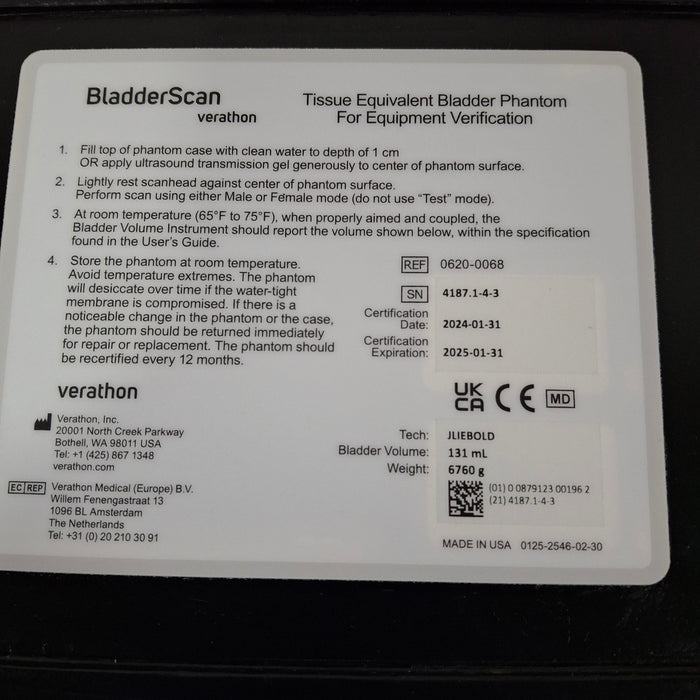 BladderScan
verathon
Tissue Equivalent Bladder Phantom
For Equipment Verification
1. Fill top of phantom case with clean water to depth of 1 cm
OR apply ultrasound transmission gel generously to center of phantom surface.
2. Lightly rest scanhead against center of phantom surface.
Perform scan using either Male or Female mode (do not use "Test" mode).
3. At room temperature (65°F to 75°F), when properly aimed and coupled, the
Bladder Volume Instrument should report the volume shown below, within the specification
found in the User's Guide.
4. Store the phantom at room temperature.
Avoid temperature extremes. The phantom
will desiccate over time if the water-tight
membrane is compromised. If there is a
noticeable change in the phantom or the case,
the phantom should be returned immediately
for repair or replacement. The phantom should
be recertified every 12 months.
REF 0620-0068
SN 4187.1-4-3
Certification
Date: 2024-01-31
Certification
Expiration: 2025-01-31
UK
CA CE MD
verathon
Verathon, Inc.
20001 North Creek Parkway
Bothell, WA 98011 USA
Tel: +1 (425) 867 1348
verathon.com
EC REP Verathon Medical (Europe) B.V.
Willem Fenengastraat 13
1096 BL Amsterdam
The Netherlands
Tel: +31 (0) 20 210 30 91
Tech: JLIEBOLD
Bladder Volume: 131 mL
Weight: 6760 g
(01) 0 0879123 00196 2
(21) 4187.1-4-3
MADE IN USA 0125-2546-02-30